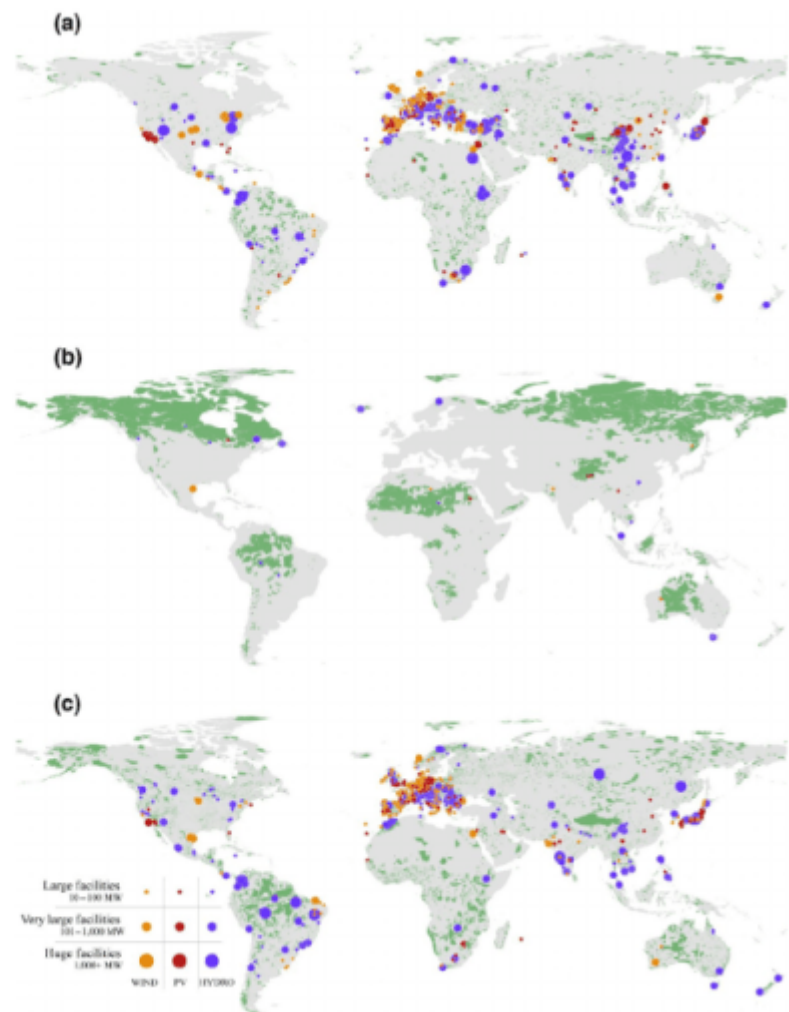 (a)
(b)
(c)
Large facilities
10–100 MW
Very large facilities
101–1,000 MW
Huge facilities
1,000+ MW
WIND PV HYDRO